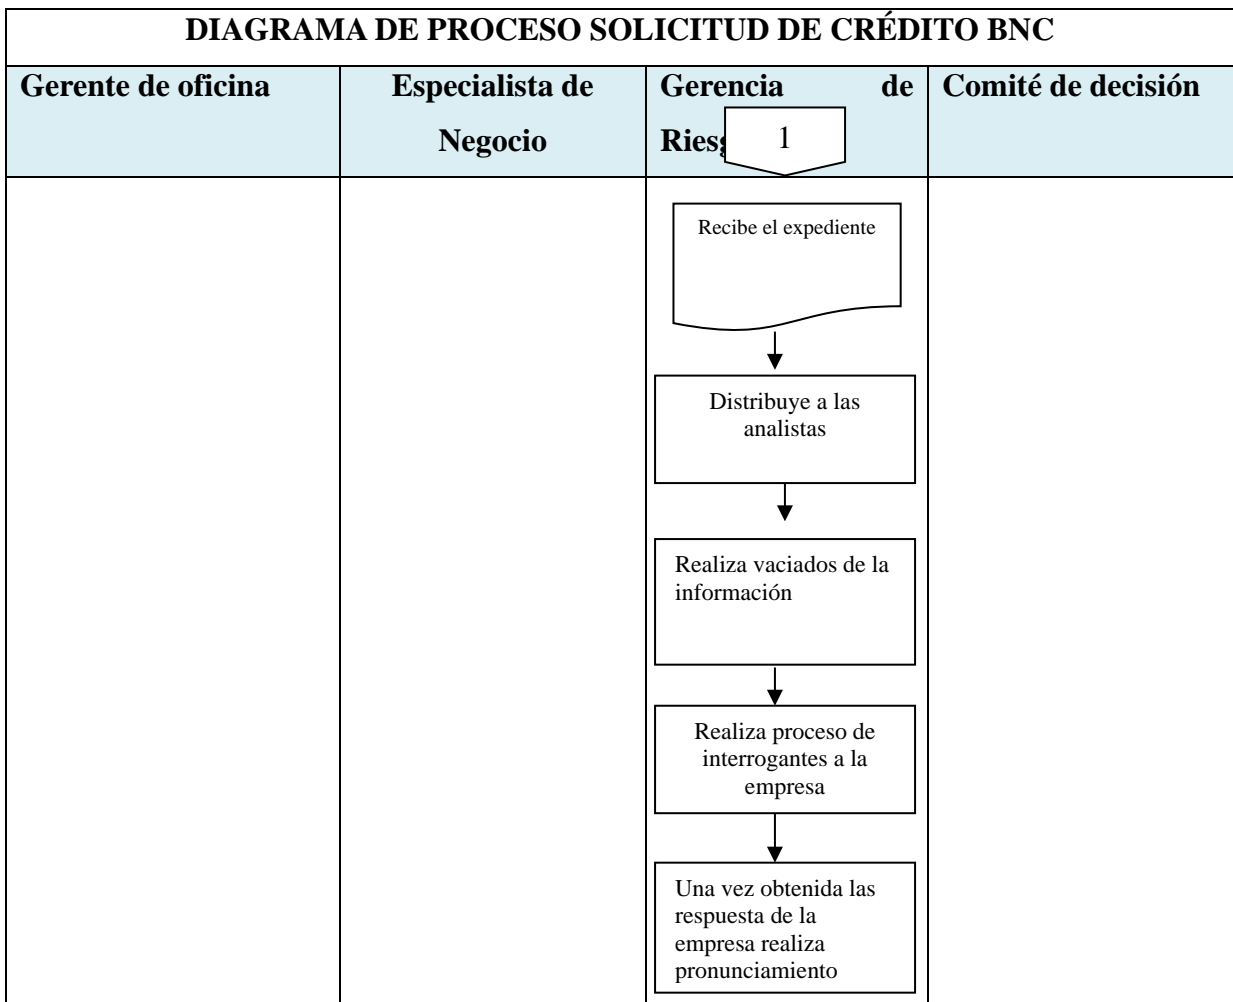 DIAGRAMA DE PROCESO SOLICITUD DE CRÉDITO BNC
Gerente de oficina
Especialista de
Negocio
Gerencia de
Ries
1
Comité de decisión
Recibe el expediente
Distribuye a las
analistas
Realiza vaciados de la
información
Realiza proceso de
interrogantes a la
empresa
Una vez obtenida las
respuesta de la
empresa realiza
pronunciamiento